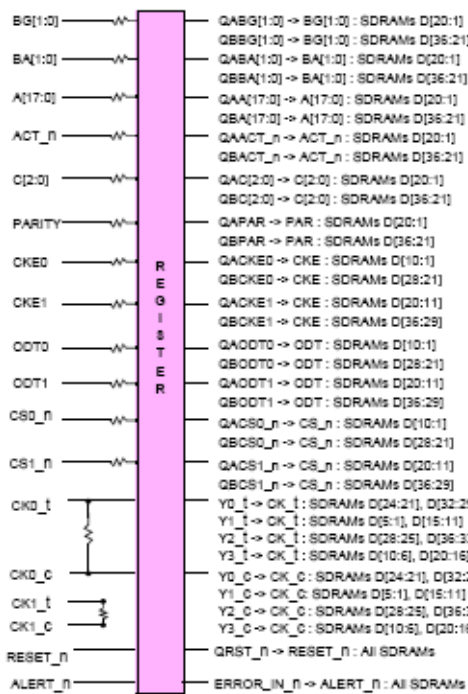 BG[1:0]
QABG[1:0] -> BG[1:0] : SDRAMs D[20:1]
QBBG[1:0] -> BG[1:0] : SDRAMs D[36:21]
BA[1:0]
QABA[1:0] -> BA[1:0] : SDRAMs D[20:1]
QBBA[1:0] -> BA[1:0] : SDRAMs D[36:21]
A[17:0]
QAA[17:0] -> A[17:0] : SDRAMs D[20:1]
QBA[17:0] -> A[17:0] : SDRAMs D[36:21]
ACT_n
QAACT_n -> ACT_n : SDRAMs D[20:1]
QBACT_n -> ACT_n : SDRAMs D[36:21]
C[2:0]
QAC[2:0] -> C[2:0] : SDRAMs D[20:1]
QBC[2:0] -> C[2:0] : SDRAMs D[36:21]
PARITY
QAPAR -> PAR : SDRAMs D[20:1]
QBPAR -> PAR : SDRAMs D[36:21]
CKE0
QACKE0 -> CKE : SDRAMs D[10:1]
QBCKE0 -> CKE : SDRAMs D[28:21]
CKE1
QACKE1 -> CKE : SDRAMs D[20:11]
QBCKE1 -> CKE : SDRAMs D[36:29]
ODT0
QAODT0 -> ODT : SDRAMs D[10:1]
QBODT0 -> ODT : SDRAMs D[28:21]
ODT1
QAODT1 -> ODT : SDRAMs D[20:11]
QBODT1 -> ODT : SDRAMs D[36:29]
CS0_n
QACS0_n -> CS_n : SDRAMs D[10:1]
QBCS0_n -> CS_n : SDRAMs D[28:21]
CS1_n
QACS1_n -> CS_n : SDRAMs D[20:11]
QBCS1_n -> CS_n : SDRAMs D[36:29]
REGISTER
CK0_t
Y0_t -> CK_t : SDRAMs D[24:21], D[32:29
Y1_t -> CK_t : SDRAMs D[5:1], D[15:11]
Y2_t -> CK_t : SDRAMs D[28:25], D[36:3
Y3_t -> CK_t : SDRAMs D[10:6], D[20:16]
CK0_c
Y0_c -> CK_c : SDRAMs D[24:21], D[32:
Y1_c -> CK_c : SDRAMs D[5:1], D[15:11]
CK1_t
Y2_c -> CK_c : SDRAMs D[28:25], D[36:
CK1_c
Y3_c -> CK_c : SDRAMs D[10:6], D[20:16
RESET_n
QRST_n -> RESET_n : All SDRAMs
ALERT_n
ERROR_IN_n -> ALERT_n : All SDRAMs